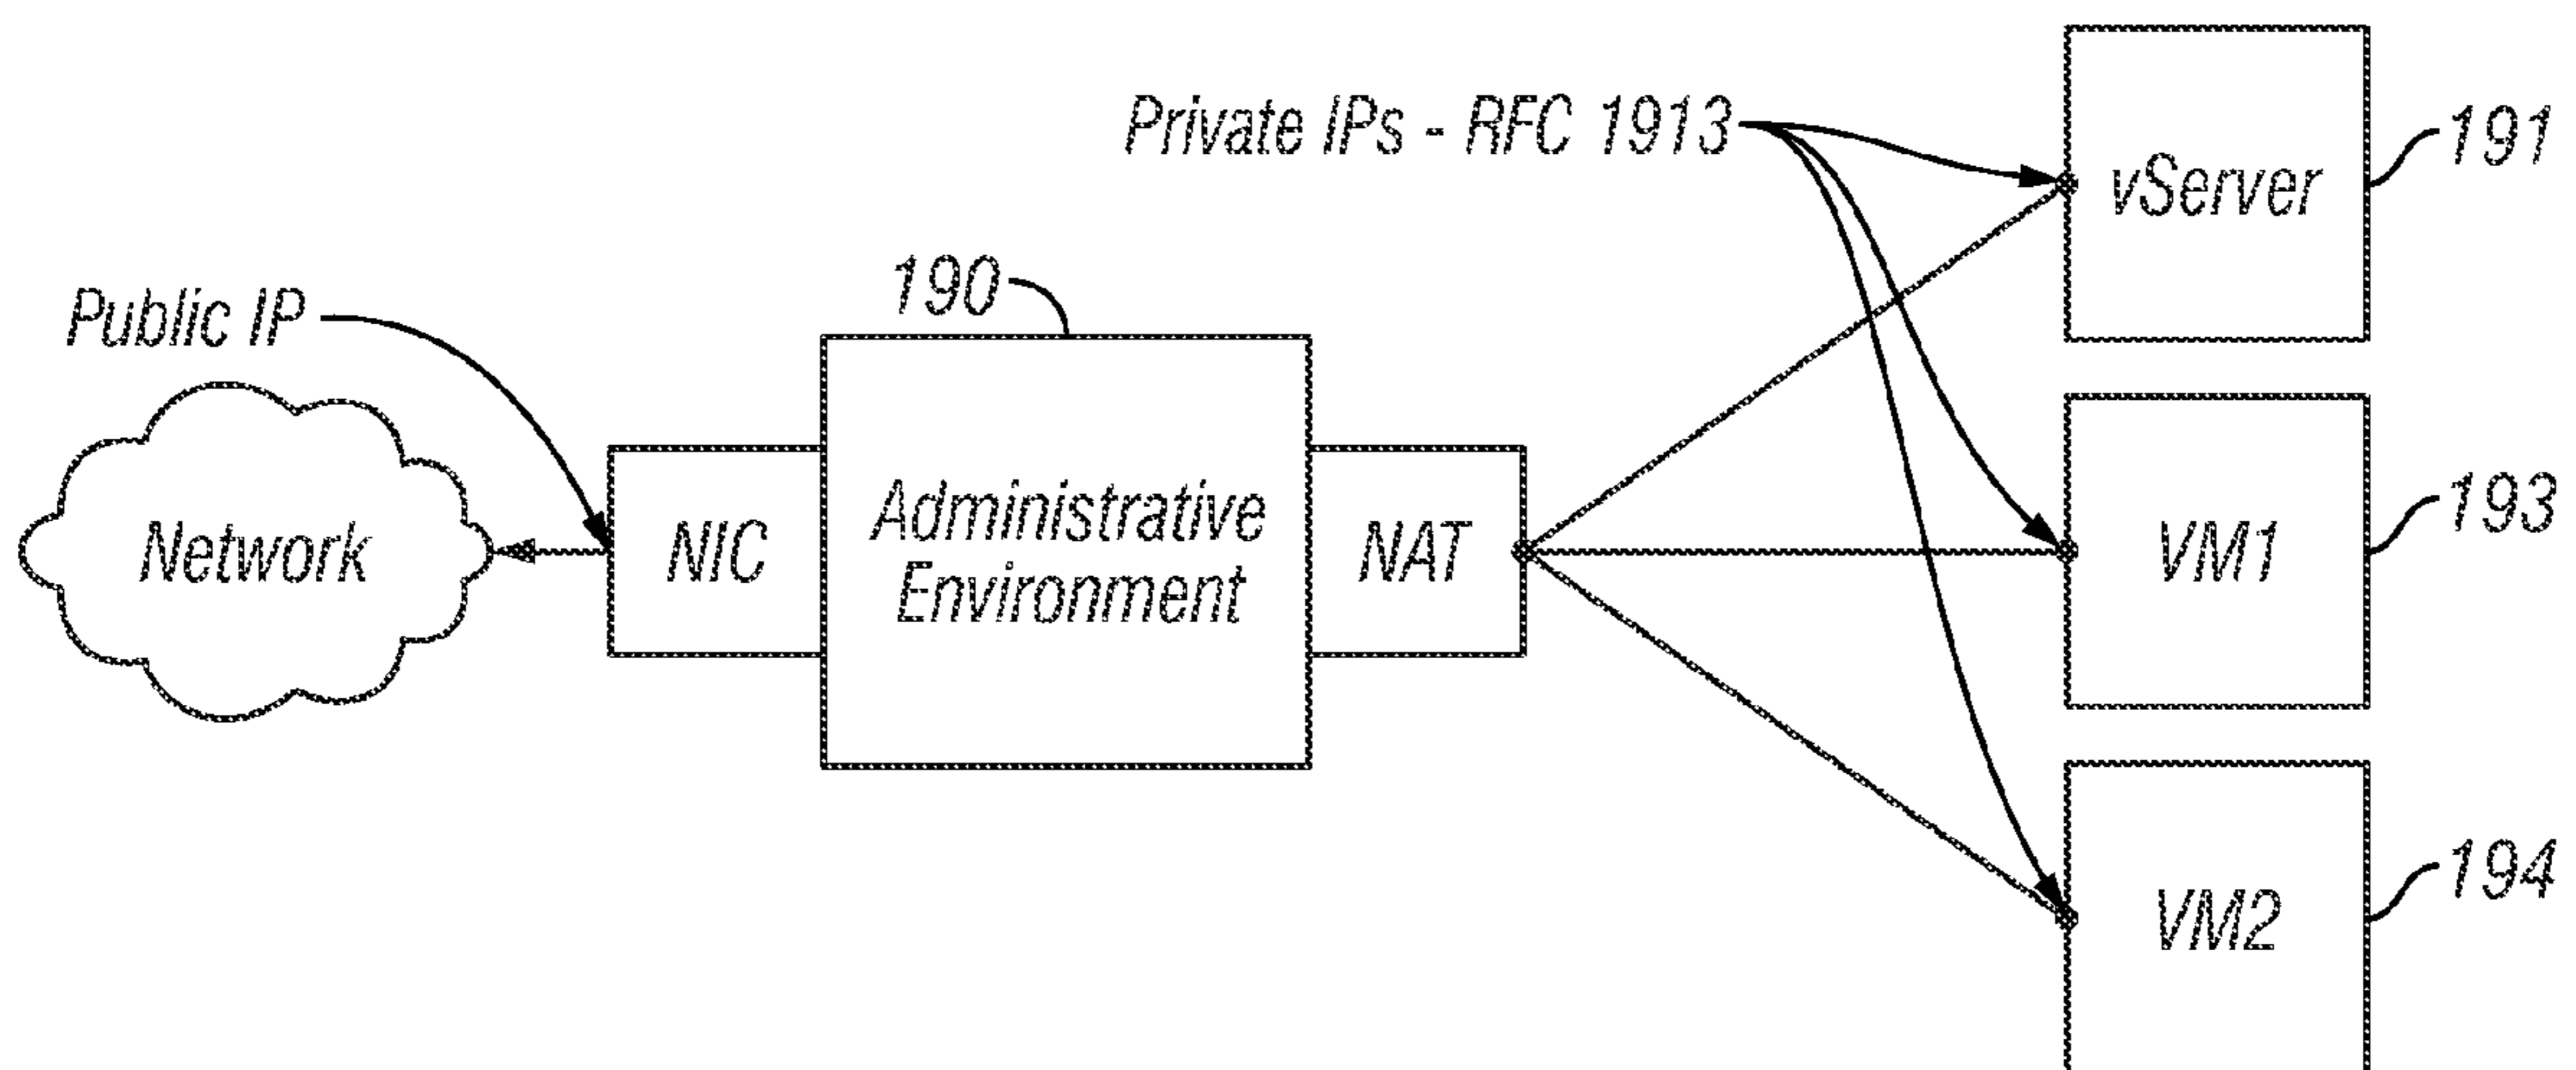 Private IPs - RFC 1913
vServer
191
190
Public IP
Network
NIC
Administrative
Environment
NAT
VM1
193
VM2
194